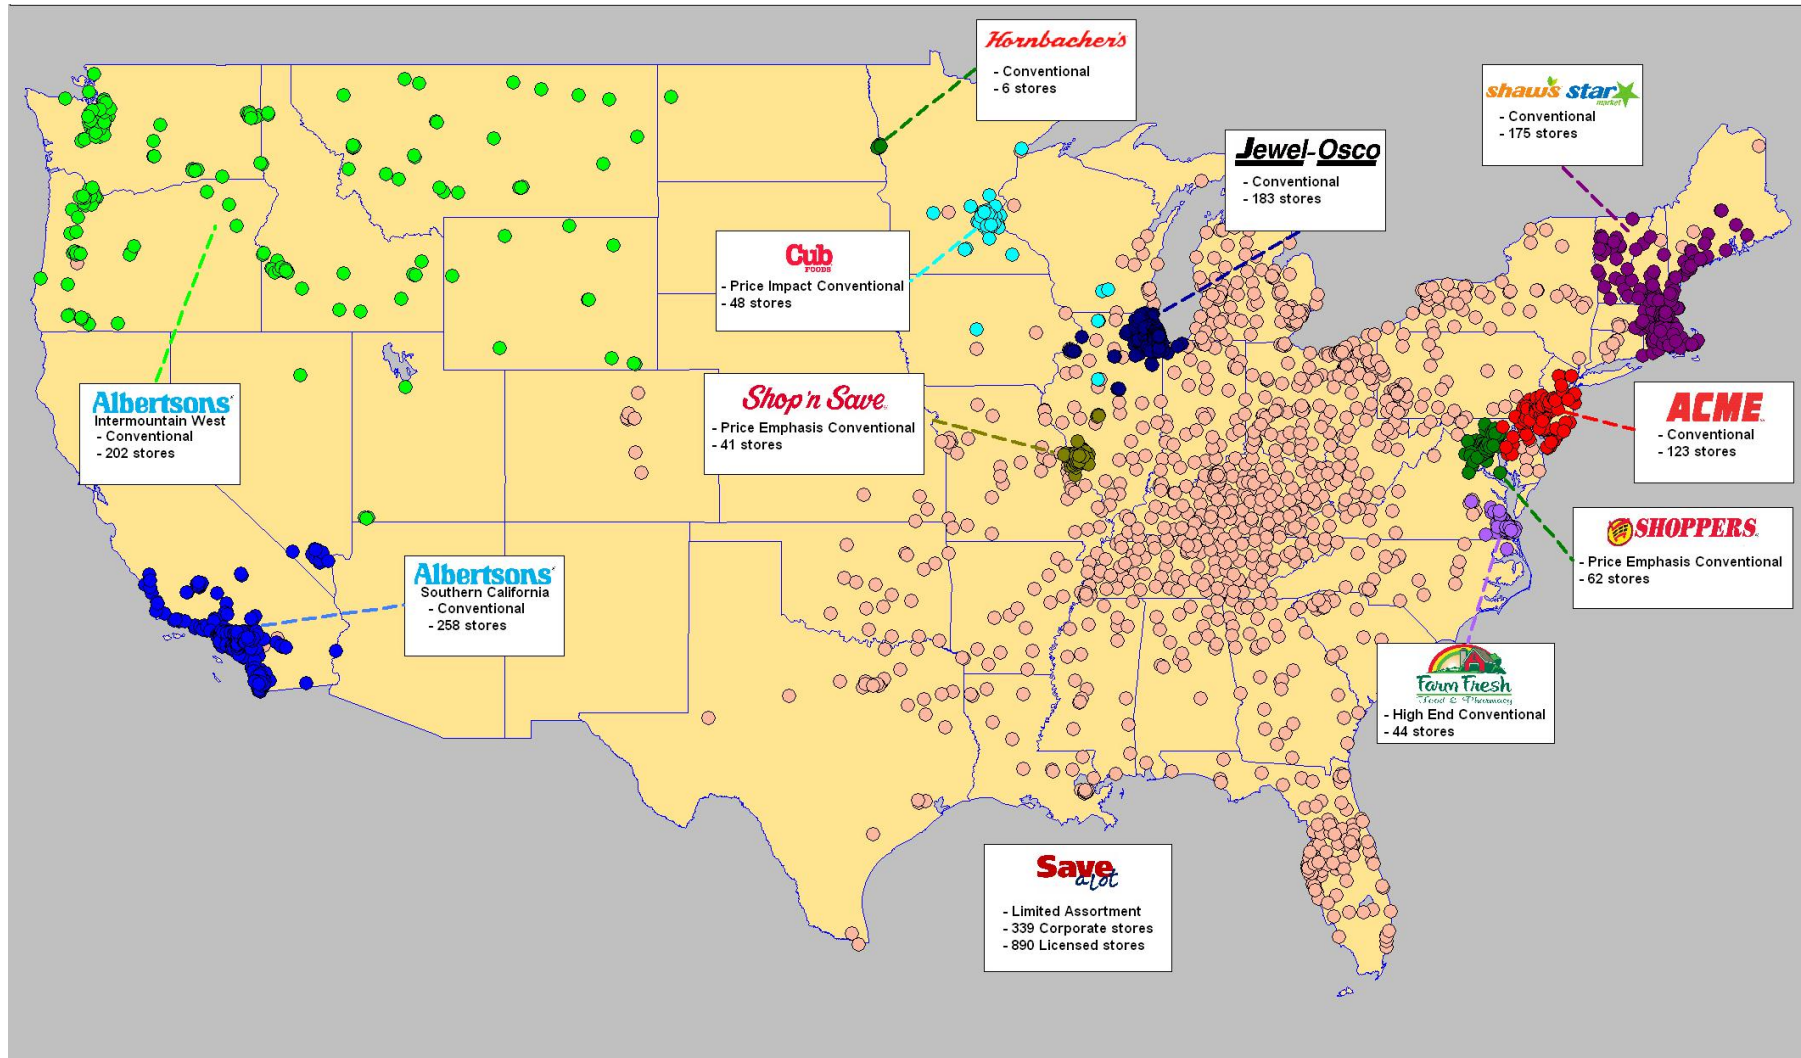 Hornbacher's
- Conventional
- 6 stores
shaw's star
market
- Conventional
- 175 stores
Jewel-Osco
- Conventional
- 183 stores
Cub
FOODS
- Price Impact Conventional
- 48 stores
Albertsons
Intermountain West
- Conventional
- 202 stores
Shop 'n Save
- Price Emphasis Conventional
- 41 stores
ACME
- Conventional
- 123 stores
SHOPPERS
- Price Emphasis Conventional
- 62 stores
Albertsons
Southern California
- Conventional
- 258 stores
Farm Fresh
Food & Pharmacy
- High End Conventional
- 44 stores
Save
a lot
- Limited Assortment
- 339 Corporate stores
- 890 Licensed stores